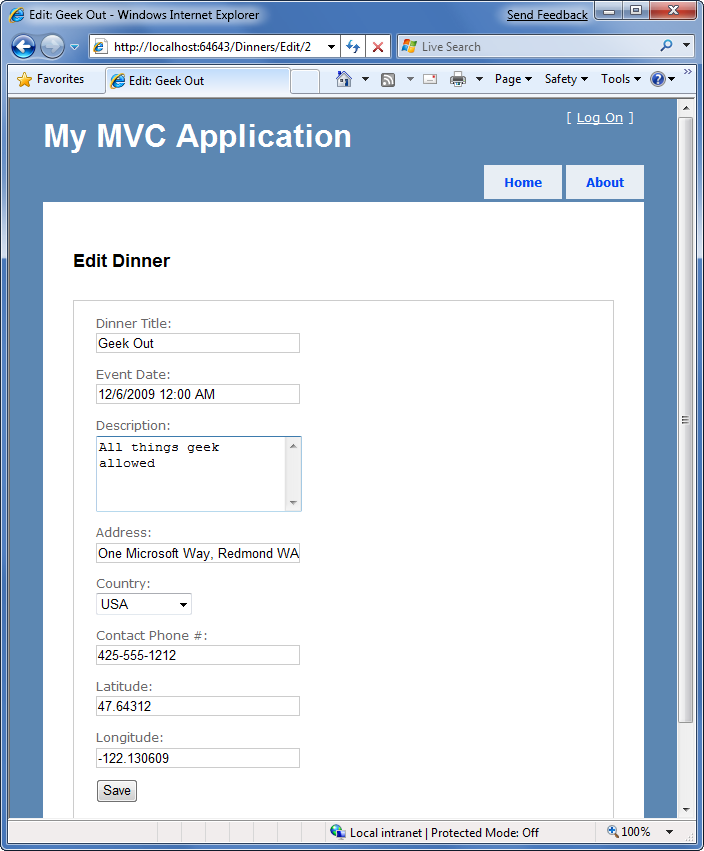 Edit: Geek Out - Windows Internet Explorer
Send Feedback
http://localhost:64643/Dinners/Edit/2
Live Search
Favorites
Edit: Geek Out
Page
Safety
Tools
[ Log On ]
My MVC Application
Home
About
Edit Dinner
Dinner Title:
Geek Out
Event Date:
12/6/2009 12:00 AM
Description:
All things geek
allowed
Address:
One Microsoft Way, Redmond WA
Country:
USA
Contact Phone #:
425-555-1212
Latitude:
47.64312
Longitude:
-122.130609
Save
Local intranet | Protected Mode: Off
100%